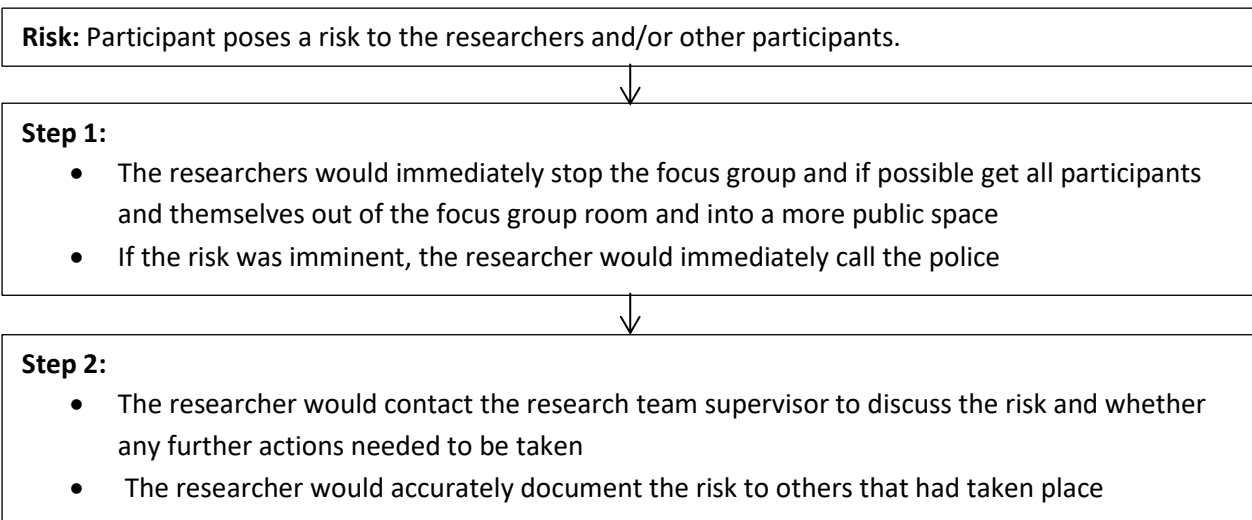 Risk: Participant poses a risk to the researchers and/or other participants.
Step 1:
• The researchers would immediately stop the focus group and if possible get all participants
and themselves out of the focus group room and into a more public space
• If the risk was imminent, the researcher would immediately call the police
Step 2:
• The researcher would contact the research team supervisor to discuss the risk and whether
any further actions needed to be taken
• The researcher would accurately document the risk to others that had taken place